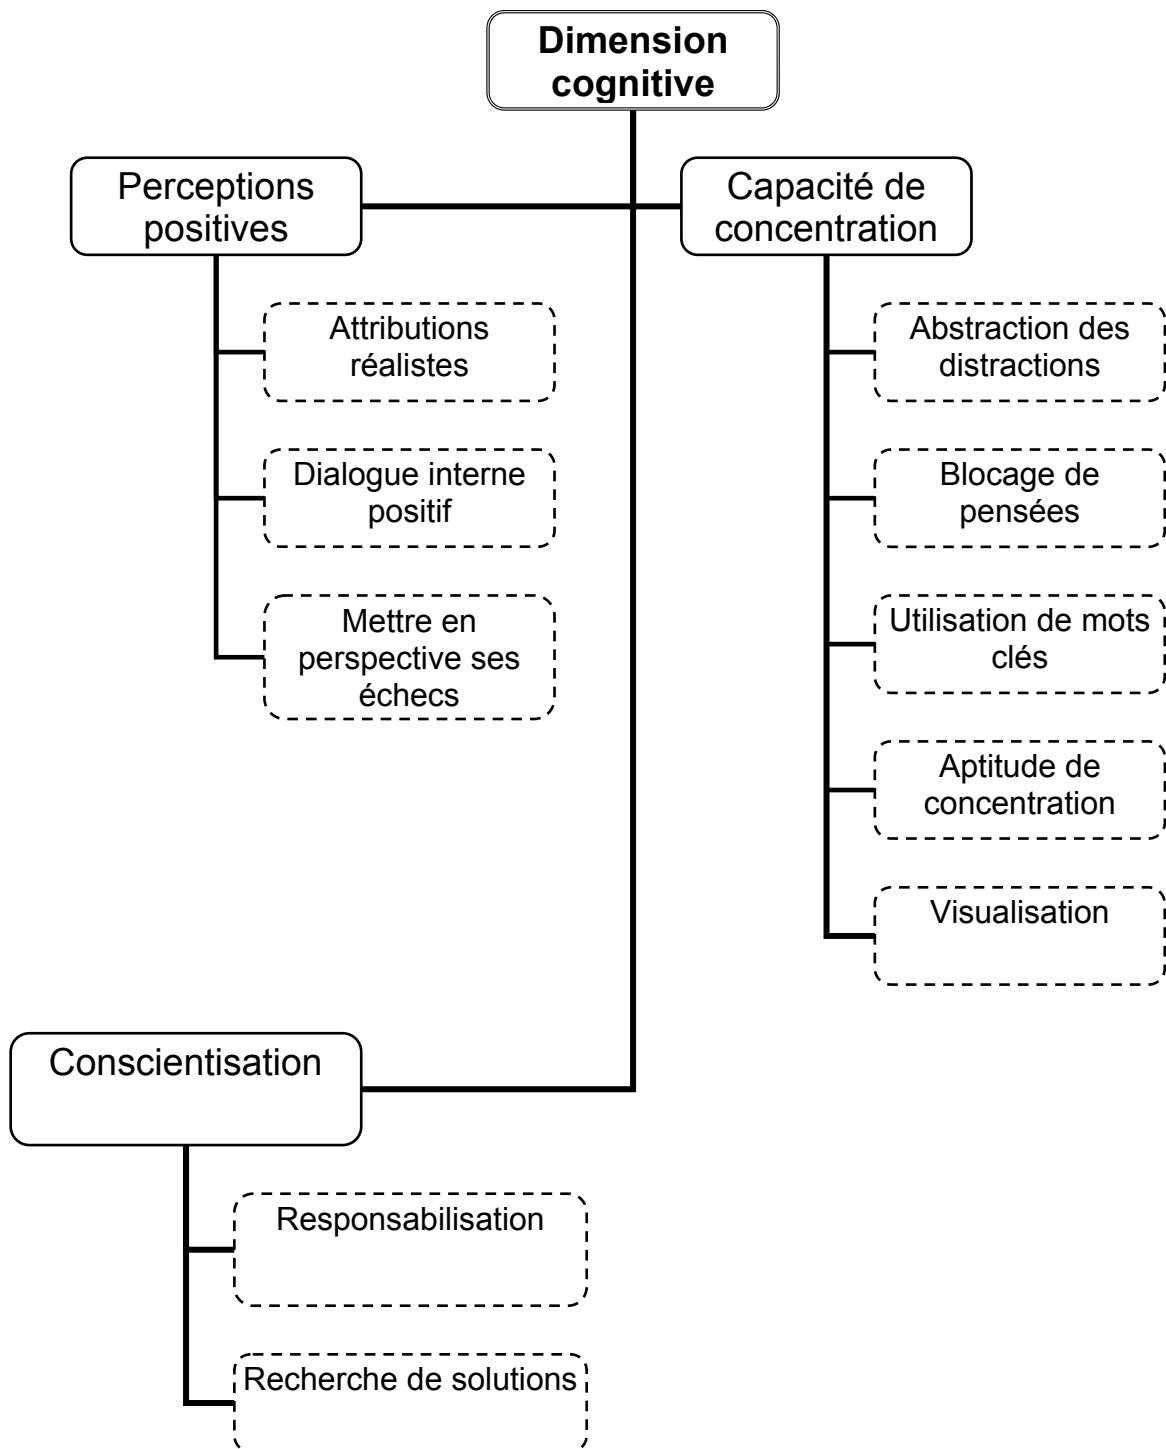 Dimension
cognitive
Perceptions
positives
Capacité de
concentration
Attributions
réalistes
Dialogue interne
positif
Mettre en
perspective ses
échecs
Abstraction des
distractions
Blocage de
pensées
Utilisation de mots
clés
Aptitude de
concentration
Visualisation
Conscientisation
Responsabilisation
Recherche de solutions